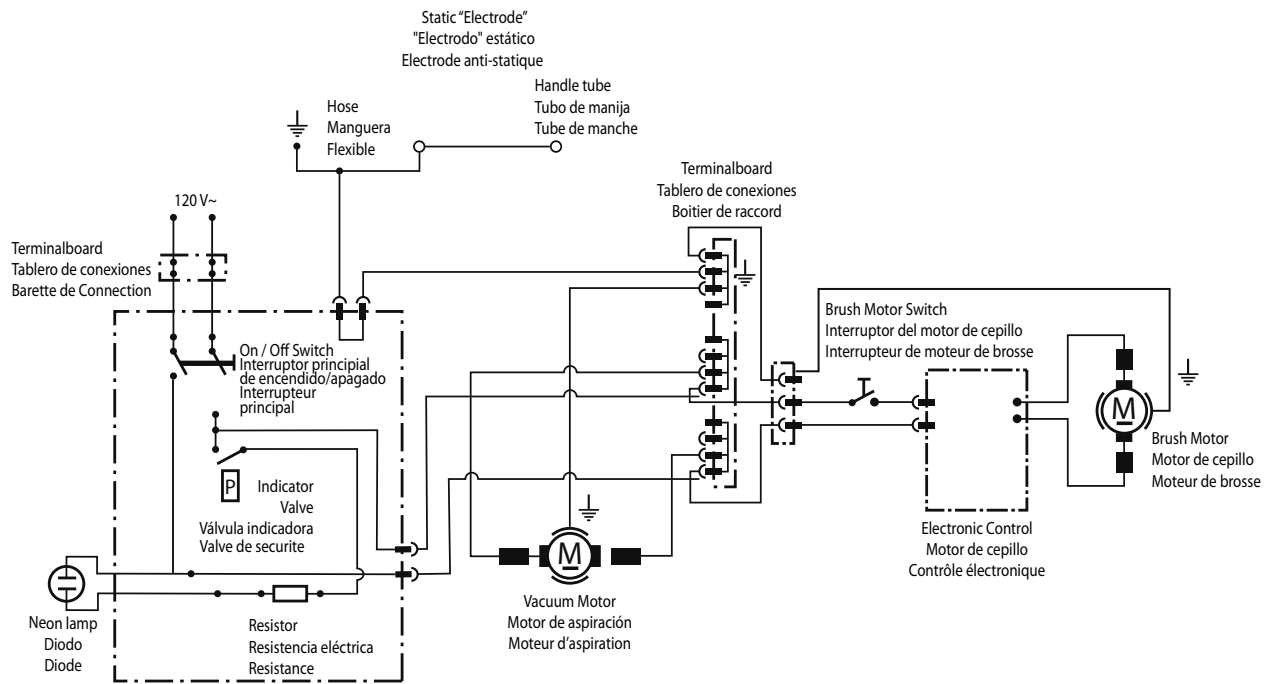 Static “Electrode”
"Electrodo" estático
Electrode anti-statique
Handle tube
Tubo de manija
Tube de manche
Hose
Manguera
Flexible
Terminalboard
Tablero de conexiones
Boitier de raccord
120 V~
Terminalboard
Tablero de conexiones
Barette de Connection
On / Off Switch
Interruptor principial
de encendido/apagado
Interrupteur
principal
Brush Motor Switch
Interruptor del motor de cepillo
Interrupteur de moteur de brosse
M
Brush Motor
Motor de cepillo
Moteur de brosse
P
Indicator
Valve
Válvula indicadora
Valve de securite
Electronic Control
Motor de cepillo
Contrôle électronique
M
Vacuum Motor
Motor de aspiración
Moteur d’aspiration
Neon lamp
Diodo
Diode
Resistor
Resistencia eléctrica
Resistance